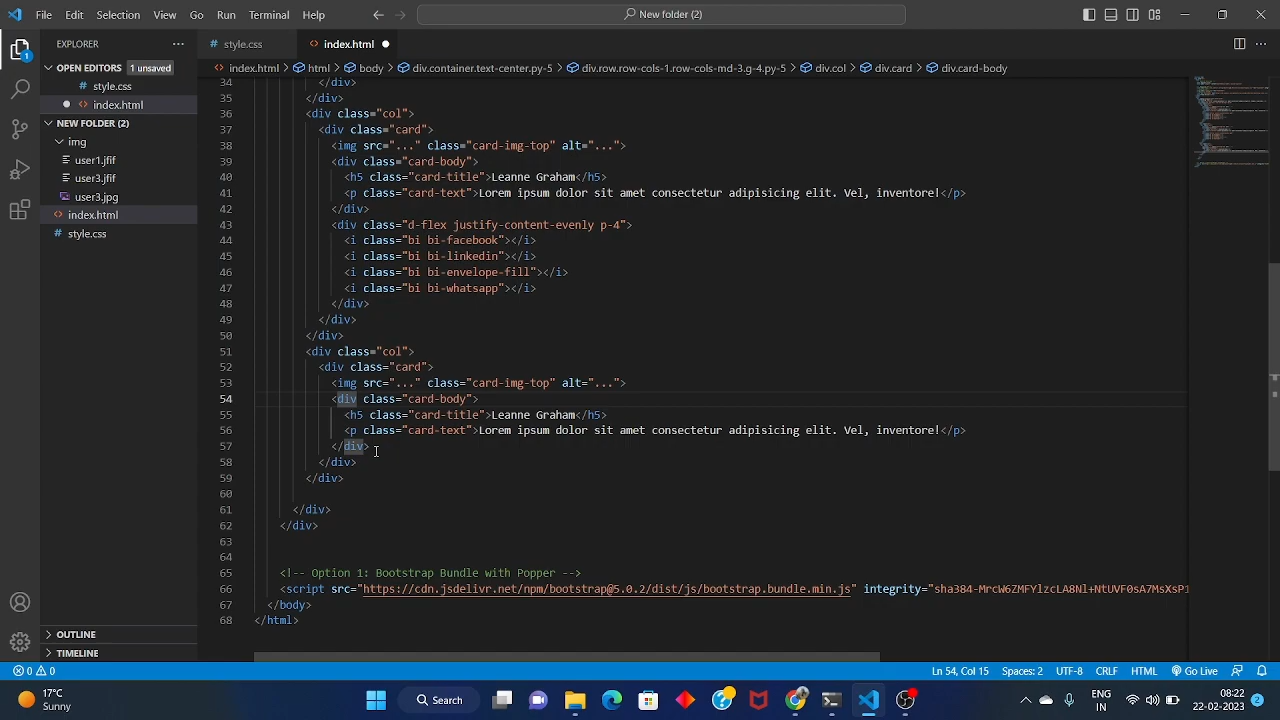 File Edit Selection View Go Run Terminal Help
New folder (2)
EXPLORER
style.css
index.html
OPEN EDITORS 1 unsaved
index.html > html > body > div.container.text-center.py-5 > div.row.row-cols-1.row-cols-md-3.g-4.py-5 > div.col > div.card > div.card-body
style.css
index.html
NEW FOLDER (2)
img
user1.jfif
user3.jfif
user3.jpg
index.html
style.css
34 </div>
35 </div>
36 <div class="col">
37 <div class="card">
38 <img src="..." class="card-img-top" alt="...">
39 <div class="card-body">
40 <h5 class="card-title">Leanne Graham</h5>
41 <p class="card-text">Lorem ipsum dolor sit amet consectetur adipisicing elit. Vel, inventore!</p>
42 </div>
43 <div class="d-flex justify-content-evenly p-4">
44 <i class="bi bi-facebook"></i>
45 <i class="bi bi-linkedin"></i>
46 <i class="bi bi-envelope-fill"></i>
47 <i class="bi bi-whatsapp"></i>
48 </div>
49 </div>
50 </div>
51 <div class="col">
52 <div class="card">
53 <img src="..." class="card-img-top" alt="...">
54 <div class="card-body">
55 <h5 class="card-title">Leanne Graham</h5>
56 <p class="card-text">Lorem ipsum dolor sit amet consectetur adipisicing elit. Vel, inventore!</p>
57 </div>
58 </div>
59 </div>
60
61 </div>
62 </div>
63
64
65 <!-- Option 1: Bootstrap Bundle with Popper -->
66 <script src="https://cdn.jsdelivr.net/npm/bootstrap@5.0.2/dist/js/bootstrap.bundle.min.js" integrity="sha384-MrcW6ZMFYlzcLA8Nl+NtUVF0sA7MsXsP1
67 </body>
68 </html>
OUTLINE
TIMELINE
0 0
Ln 54, Col 15 Spaces: 2 UTF-8 CRLF HTML Go Live
17°C
Sunny
Search
ENG
IN
08:22
22-02-2023
2